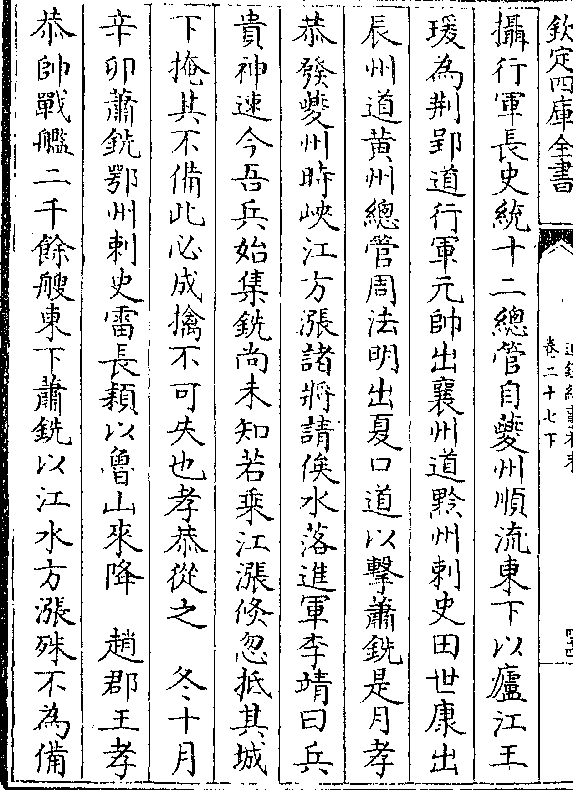 欽定四庫全書
通鑑紀事本末
卷二十七下
攝行軍長史統十二總管自夔州順流東下以廬江王
瑗為荆郢道行軍元帥出襄州道黔州刺史田世康出
辰州道黄州總管周法明出夏口道以擊蕭銑是月孝
恭發夔州時峽江方漲諸將請俟水落進軍李靖曰兵
貴神速今吾兵始集銑尚未知若乗江漲倏忽抵其城
下掩其不備此必成擒不可失也孝恭從之　冬十月
辛卯蕭銑鄂州刺史雷長頴以魯山來降　趙郡王孝
恭帥戰艦二千餘艘東下蕭銑以江水方漲殊不為備